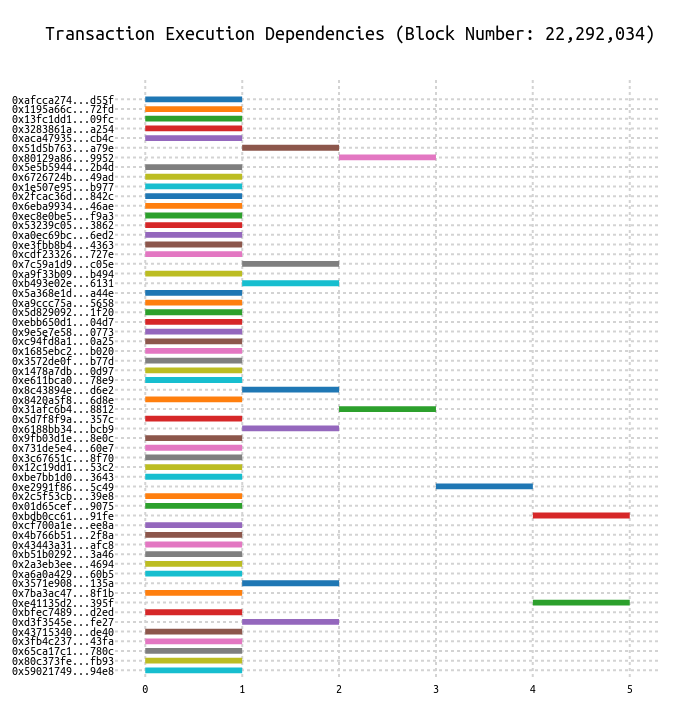 Transaction Execution Dependencies (Block Number: 22,292,034)
0xafcca274...d55f
0x1195a66c...72fd
0x13fc1dd1...09fc
0x3283861a...a254
0xaca47935...cb4c
0x51d5b763...a79e
0x80129a86...9952
0x5e5b5944...2b4d
0x6726724b...49ad
0x1e507e95...b977
0x2fcac36d...842c
0x6eba9934...46ae
0xec8e0be5...f9a3
0x53239c05...3862
0xa0ec69bc...6ed2
0xe3fbb8b4...4363
0xcdf23326...727e
0x7c59a1d9...c05e
0xa9f33b09...b494
0xb493e02e...6131
0x5a368e1d...a44e
0xa9ccc75a...5658
0x5d829092...1f20
0xebb650d1...04d7
0x9e5e7e58...0773
0xc94fd8a1...0a25
0x1685ebc2...b020
0x3572de0f...b77d
0x1478a7db...0d97
0xe611bca0...78e9
0x8c43894e...d6e2
0x8420a5f8...6d8e
0x31afc6b4...8812
0x5d7f8f9a...357c
0x6188bb34...bcb9
0x9fb03d1e...8e0c
0x731de5e4...60e7
0x3c67651c...8f70
0x12c19dd1...53c2
0xbe7bb1d0...3643
0xe2991f86...5c49
0x2c5f53cb...39e8
0x01d65cef...9075
0xbdb0cc61...91fe
0xcf700a1e...ee8a
0x4b766b51...2f8a
0x43443a31...afc8
0xb51b0292...3a46
0x2a3eb3ee...4694
0xa6a0a429...60b5
0x3571e908...135a
0x7ba3ac47...8f1b
0xe41135d2...395f
0xbfec7489...d2ed
0xd3f3545e...fe27
0x43715340...de40
0x3fb4c237...43fa
0x65ca17c1...780c
0x80c373fe...fb93
0x59021749...94e8
0 1 2 3 4 5